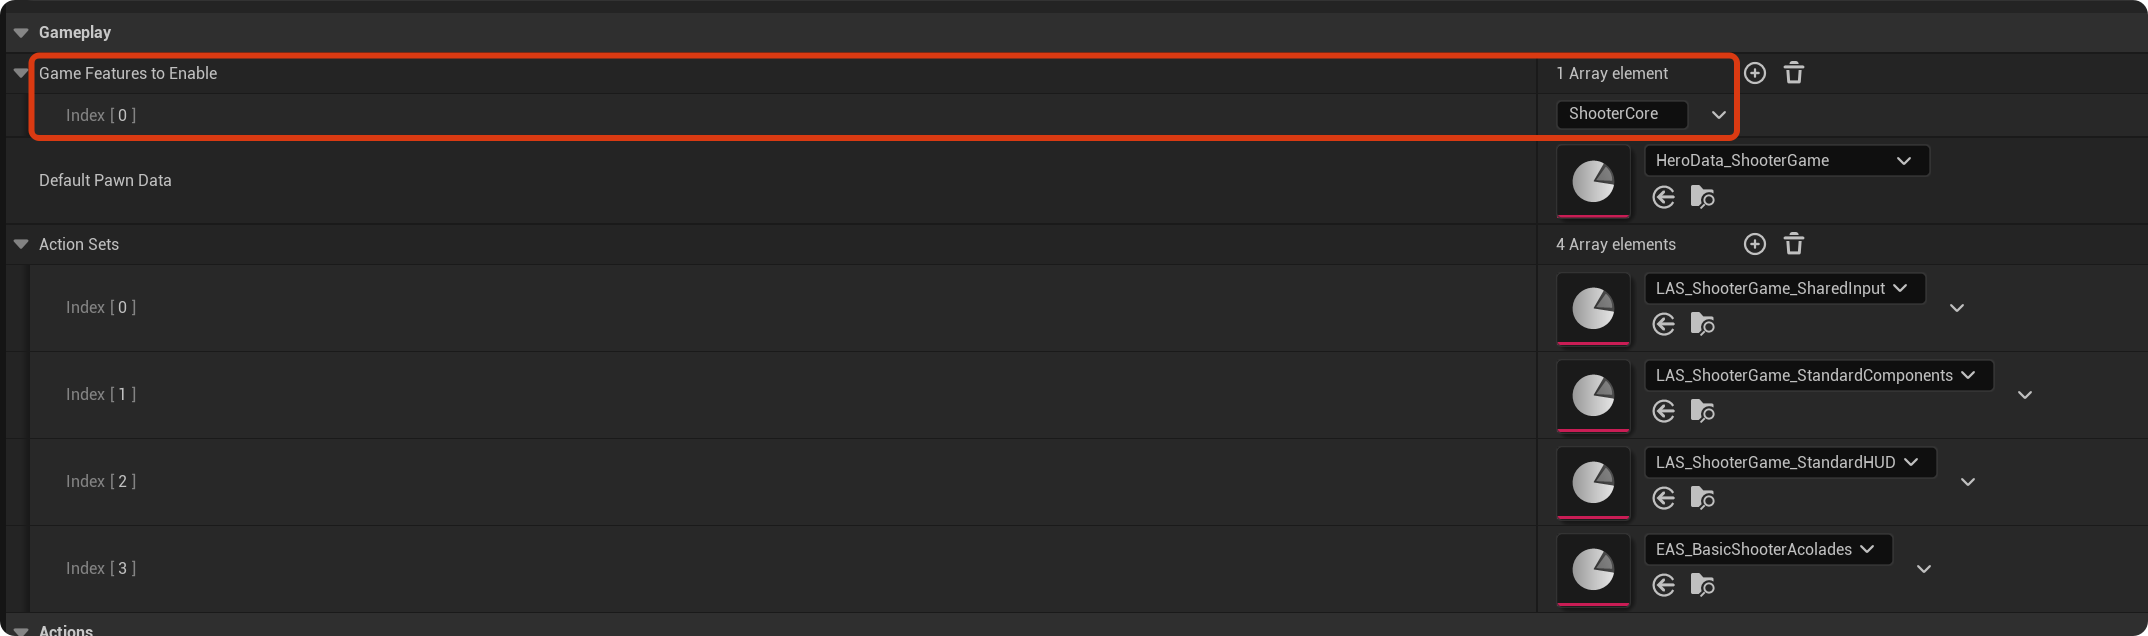 Gameplay
Game Features to Enable 1 Array element
Index [ 0 ] ShooterCore
Default Pawn Data HeroData_ShooterGame
Action Sets 4 Array elements
Index [ 0 ] LAS_ShooterGame_SharedInput
Index [ 1 ] LAS_ShooterGame_StandardComponents
Index [ 2 ] LAS_ShooterGame_StandardHUD
Index [ 3 ] EAS_BasicShooterAcolades
Actions